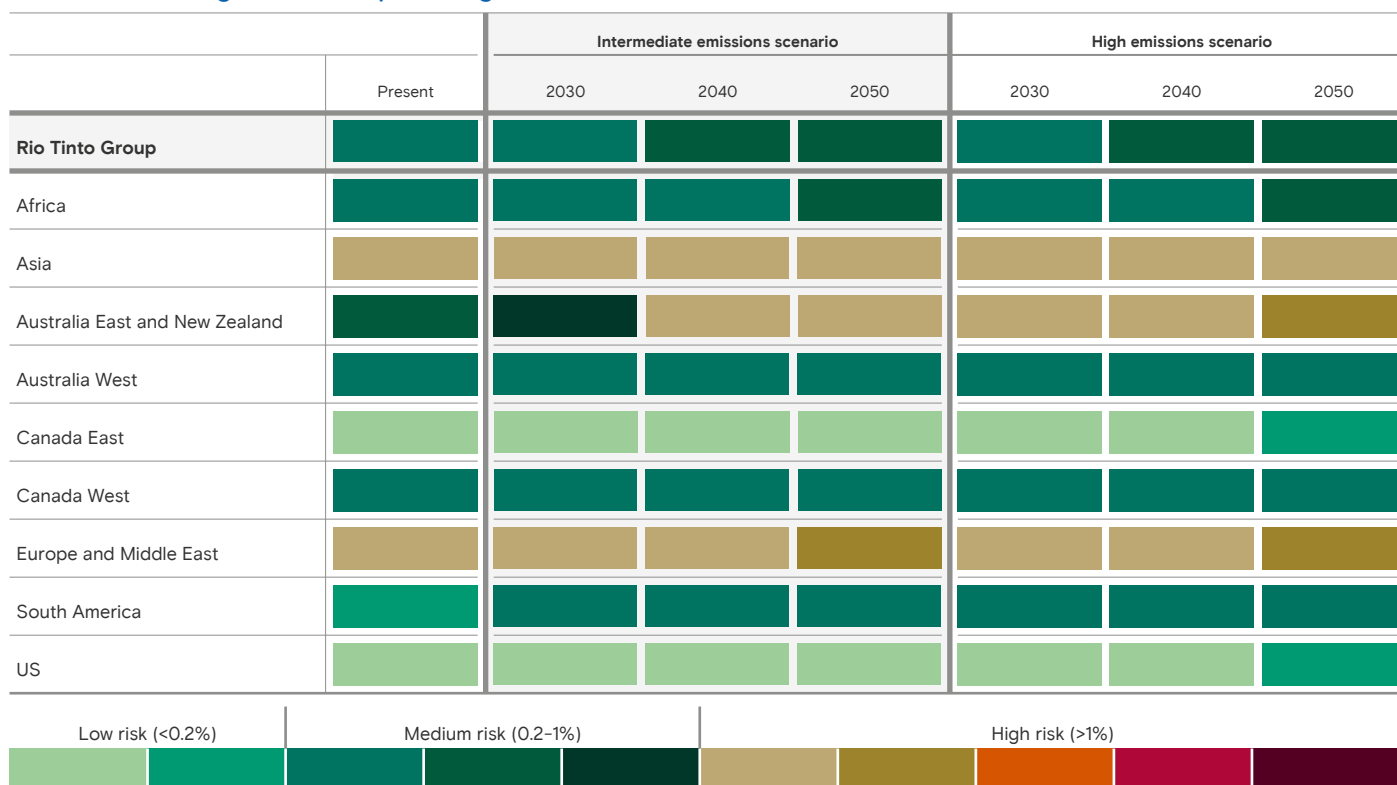 Intermediate emissions scenario High emissions scenario
Present 2030 2040 2050 2030 2040 2050
Rio Tinto Group
Africa
Asia
Australia East and New Zealand
Australia West
Canada East
Canada West
Europe and Middle East
South America
US
Low risk (<0.2%) Medium risk (0.2–1%) High risk (>1%)